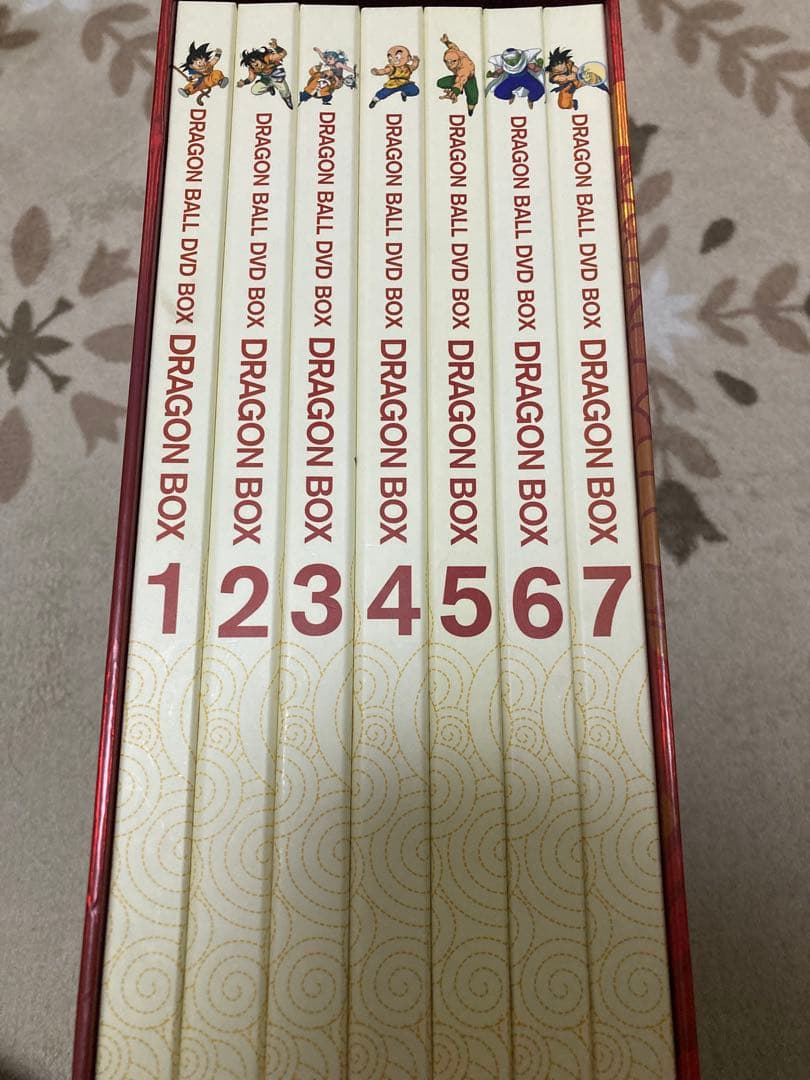 DRAGON BALL DVD BOX DRAGON BOX 1
DRAGON BALL DVD BOX DRAGON BOX 2
DRAGON BALL DVD BOX DRAGON BOX 3
DRAGON BALL DVD BOX DRAGON BOX 4
DRAGON BALL DVD BOX DRAGON BOX 5
DRAGON BALL DVD BOX DRAGON BOX 6
DRAGON BALL DVD BOX DRAGON BOX 7